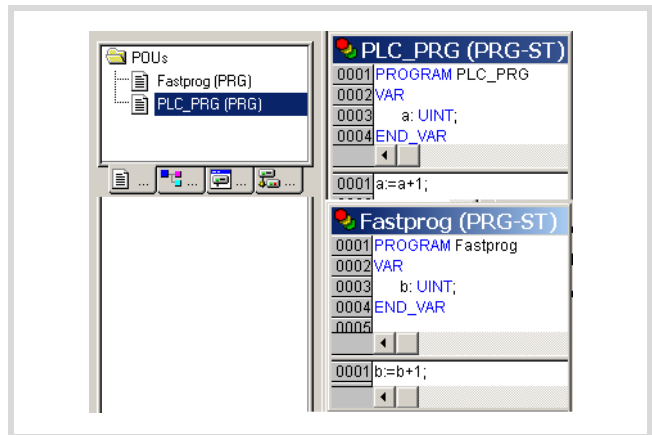 POUs
Fastprog (PRG)
PLC_PRG (PRG)
... ... ... ...
PLC_PRG (PRG-ST)
0001 PROGRAM PLC_PRG
0002 VAR
0003 a: UINT;
0004 END_VAR
0001 a:=a+1;
Fastprog (PRG-ST)
0001 PROGRAM Fastprog
0002 VAR
0003 b: UINT;
0004 END_VAR
0005
0001 b:=b+1;